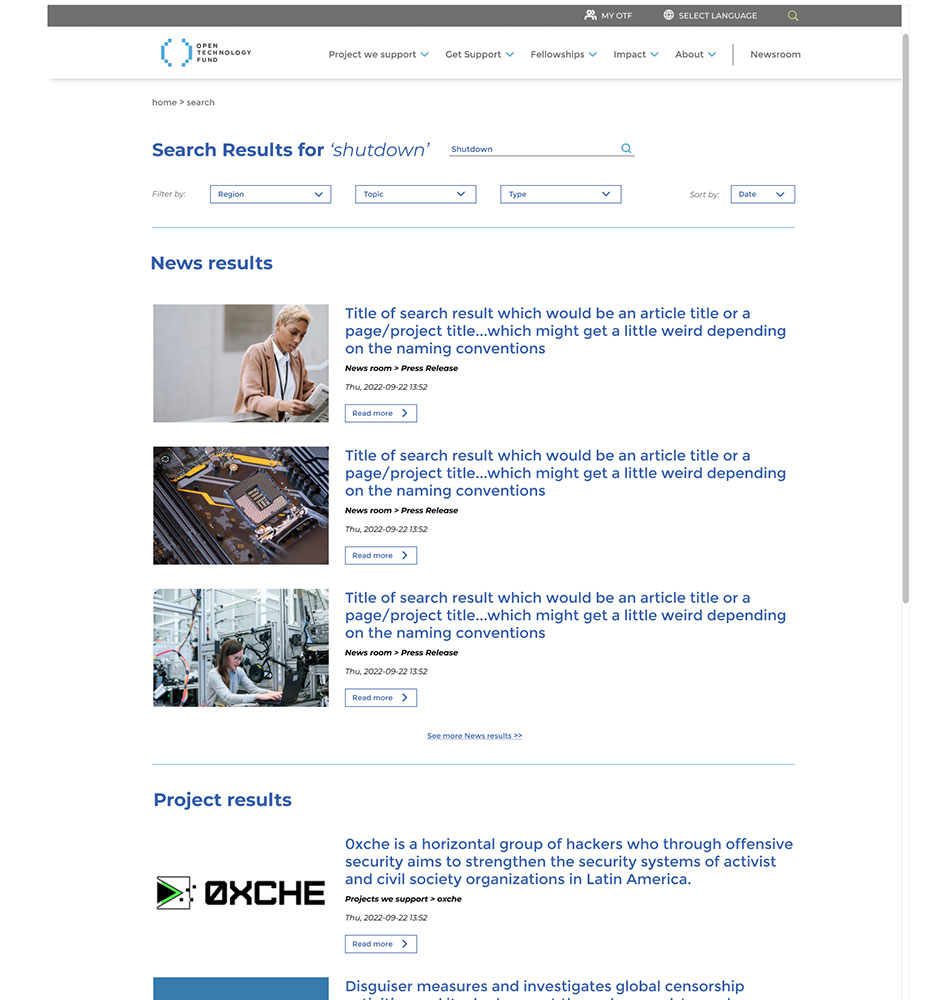 MY OTF
SELECT LANGUAGE
OPEN
TECHNOLOGY
FUND
Project we support
Get Support
Fellowships
Impact
About
Newsroom
home > search
Search Results for ‘shutdown’
Shutdown
Filter by:
Region
Topic
Type
Sort by:
Date
News results
Title of search result which would be an article title or a
page/project title...which might get a little weird depending
on the naming conventions
News room > Press Release
Thu, 2022-09-22 13:52
Read more
Title of search result which would be an article title or a
page/project title...which might get a little weird depending
on the naming conventions
News room > Press Release
Thu, 2022-09-22 13:52
Read more
Title of search result which would be an article title or a
page/project title...which might get a little weird depending
on the naming conventions
News room > Press Release
Thu, 2022-09-22 13:52
Read more
See more News results >>
Project results
0XCHE
0xche is a horizontal group of hackers who through offensive
security aims to strengthen the security systems of activist
and civil society organizations in Latin America.
Projects we support > oxche
Thu, 2022-09-22 13:52
Read more
Disguiser measures and investigates global censorship